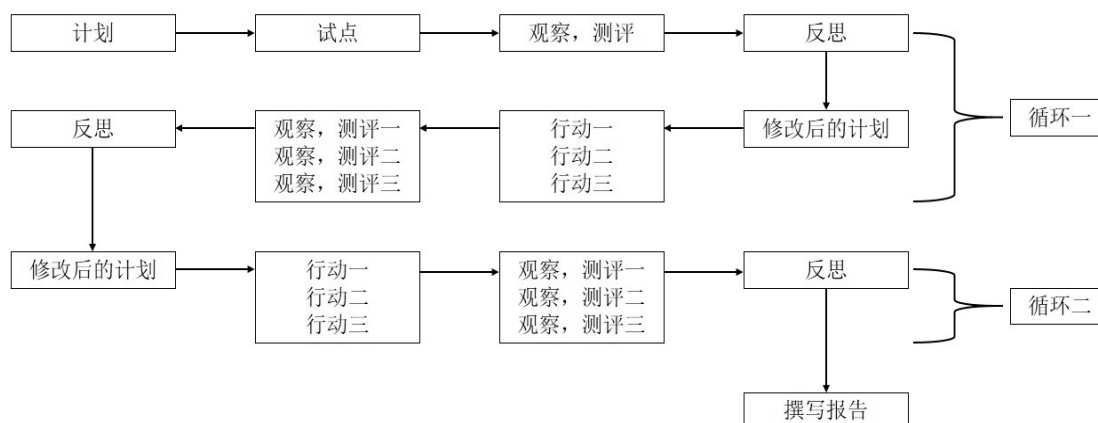 计划
试点
观察，测评
反思
循环一
反思
观察，测评一
观察，测评二
观察，测评三
行动一
行动二
行动三
修改后的计划
修改后的计划
行动一
行动二
行动三
观察，测评一
观察，测评二
观察，测评三
反思
循环二
撰写报告